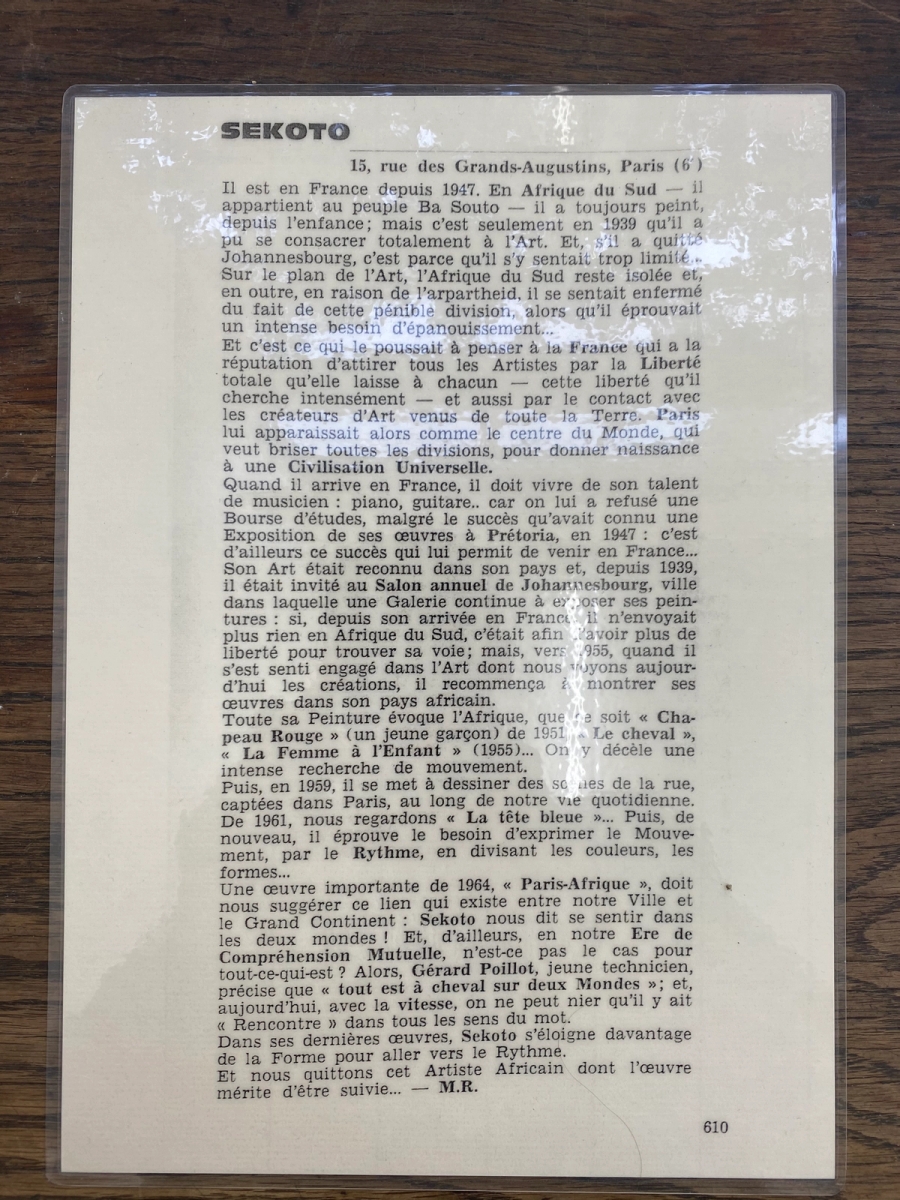 SEKOTO
15, rue des Grands-Augustins, Paris (6')
Il est en France depuis 1947. En Afrique du Sud — il
appartient au peuple Ba Souto — il a toujours peint,
depuis l'enfance; mais c'est seulement en 1939 qu'il a
pu se consacrer totalement à l'Art. Et, s'il a quitté
Johannesbourg, c'est parce qu'il s'y sentait trop limité..
Sur le plan de l'Art, l'Afrique du Sud reste isolée et,
en outre, en raison de l'arpartheid, il se sentait enfermé
du fait de cette pénible division, alors qu'il éprouvait
un intense besoin d'épanouissement...
Et c'est ce qui le poussait à penser à la France qui a la
réputation d'attirer tous les Artistes par la Liberté
totale qu'elle laisse à chacun — cette liberté qu'il
cherche intensément — et aussi par le contact avec
les créateurs d'Art venus de toute la Terre. Paris
lui apparaissait alors comme le centre du Monde, qui
veut briser toutes les divisions, pour donner naissance
à une Civilisation Universelle.
Quand il arrive en France, il doit vivre de son talent
de musicien : piano, guitare.. car on lui a refusé une
Bourse d'études, malgré le succès qu'avait connu une
Exposition de ses œuvres à Prétoria, en 1947 : c'est
d'ailleurs ce succès qui lui permit de venir en France...
Son Art était reconnu dans son pays et, depuis 1939,
il était invité au Salon annuel de Johannesbourg, ville
dans laquelle une Galerie continue à exposer ses pein-
tures : si, depuis son arrivée en France il n'envoyait
plus rien en Afrique du Sud, c'était afin d'avoir plus de
liberté pour trouver sa voie; mais, vers 1955, quand il
s'est senti engagé dans l'Art dont nous voyons aujour-
d'hui les créations, il recommença à montrer ses
œuvres dans son pays africain.
Toute sa Peinture évoque l'Afrique, que ce soit « Cha-
peau Rouge » (un jeune garçon) de 1951, « Le cheval »,
« La Femme à l'Enfant » (1955)... On y décèle une
intense recherche de mouvement.
Puis, en 1959, il se met à dessiner des scènes de la rue,
captées dans Paris, au long de notre vie quotidienne.
De 1961, nous regardons « La tête bleue »... Puis, de
nouveau, il éprouve le besoin d'exprimer le Mouve-
ment, par le Rythme, en divisant les couleurs, les
formes...
Une œuvre importante de 1964, « Paris-Afrique », doit
nous suggérer ce lien qui existe entre notre Ville et
le Grand Continent : Sekoto nous dit se sentir dans
les deux mondes ! Et, d'ailleurs, en notre Ere de
Compréhension Mutuelle, n'est-ce pas le cas pour
tout-ce-qui-est ? Alors, Gérard Poillot, jeune technicien,
précise que « tout est à cheval sur deux Mondes »; et,
aujourd'hui, avec la vitesse, on ne peut nier qu'il y ait
« Rencontre » dans tous les sens du mot.
Dans ses dernières œuvres, Sekoto s'éloigne davantage
de la Forme pour aller vers le Rythme.
Et nous quittons cet Artiste Africain dont l'œuvre
mérite d'être suivie... — M.R.
610